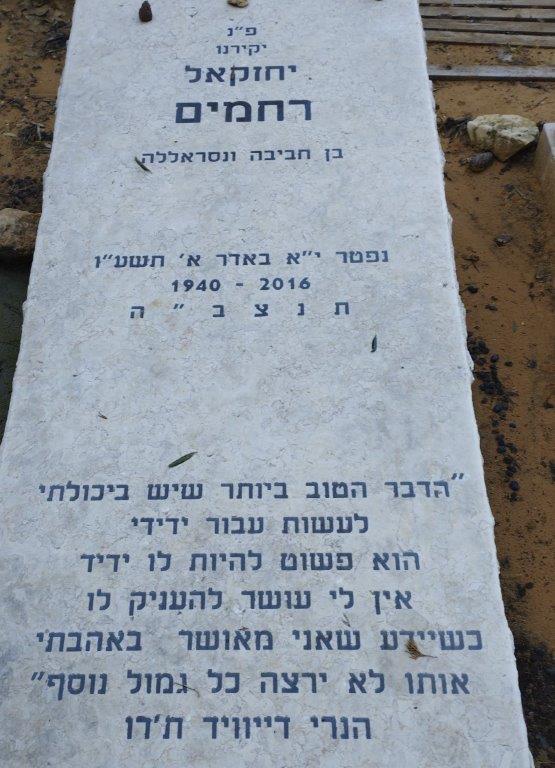 פ״נ
יקירנו
יחזקאל
רחמים
בן חביבה ונסראללה
נפטר י״א באדר א׳ תשע״ו
1940 - 2016
ת נ צ ב ״ ה
"הדבר הטוב ביותר שיש ביכולתי
לעשות עבור ידידי
הוא פשוט להיות לו ידיד
אין לי עושר להעניק לו
כשיידע שאני מאושר באהבתי
אותו לא ירצה כל גמול נוסף"
הנרי דייוויד ת׳רו